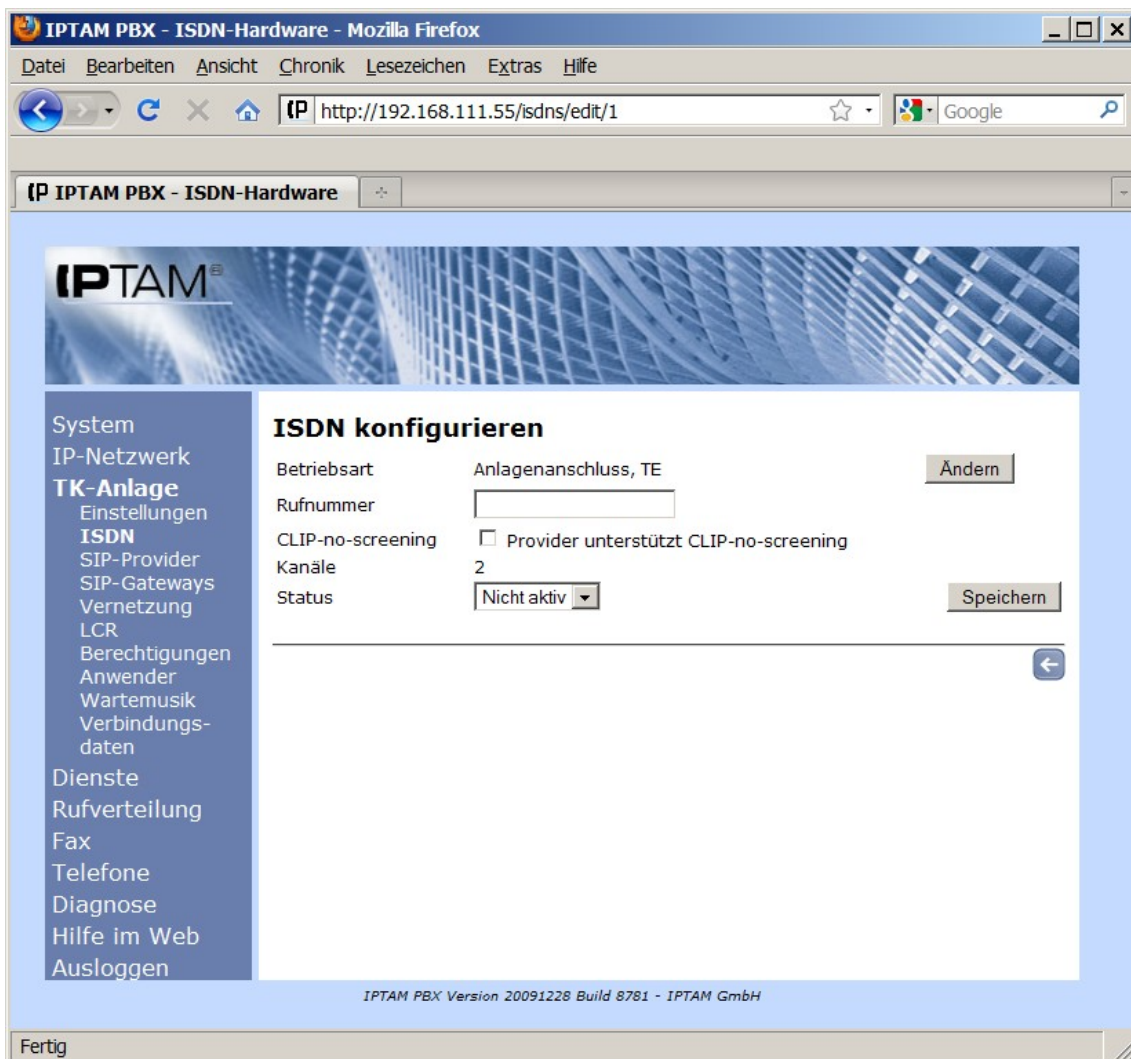 IPTAM PBX - ISDN-Hardware - Mozilla Firefox
Datei Bearbeiten Ansicht Chronik Lesezeichen Extras Hilfe
(P http://192.168.111.55/isdns/edit/1 Google
(P IPTAM PBX - ISDN-Hardware
IPTAM®
System
IP-Netzwerk
TK-Anlage
Einstellungen
ISDN
SIP-Provider
SIP-Gateways
Vernetzung
LCR
Berechtigungen
Anwender
Wartemusik
Verbindungs-
daten
Dienste
Rufverteilung
Fax
Telefone
Diagnose
Hilfe im Web
Ausloggen
ISDN konfigurieren
Betriebsart Anlagenanschluss, TE Ändern
Rufnummer
CLIP-no-screening Provider unterstützt CLIP-no-screening
Kanäle 2
Status Nicht aktiv Speichern
IPTAM PBX Version 20091228 Build 8781 - IPTAM GmbH
Fertig